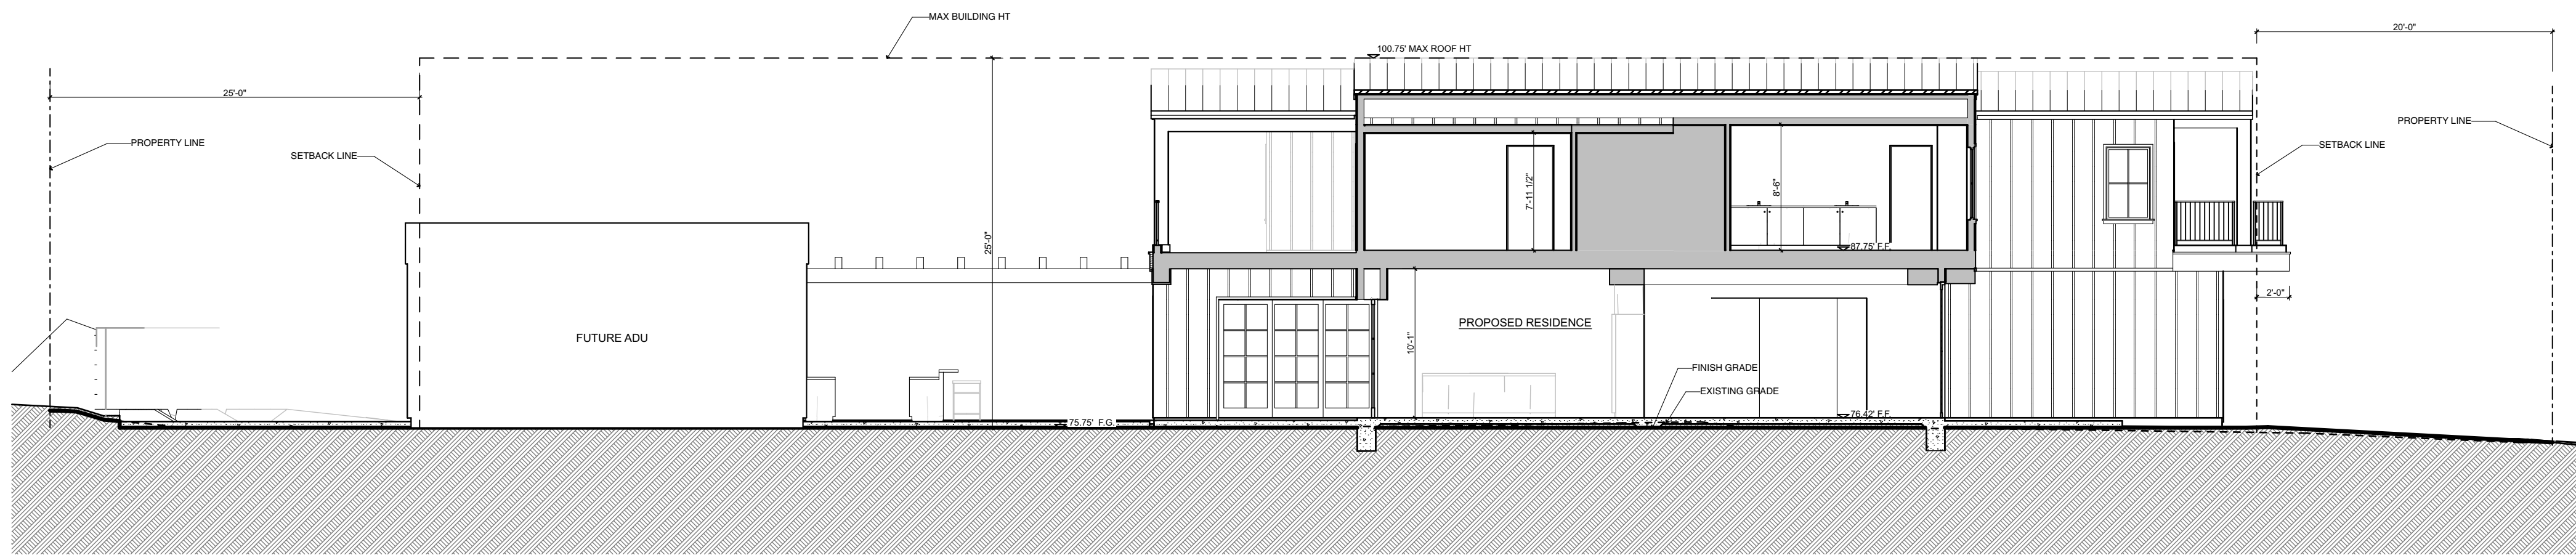 MAX BUILDING HT
20'-0"
100.75' MAX ROOF HT
25'-0"
PROPERTY LINE
SETBACK LINE
PROPERTY LINE
SETBACK LINE
7'-11 1/2"
8'-6"
25'-0"
87.75' F.F.
2'-0"
FUTURE ADU
PROPOSED RESIDENCE
10'-1"
FINISH GRADE
EXISTING GRADE
75.75' F.G.
76.42' F.F.